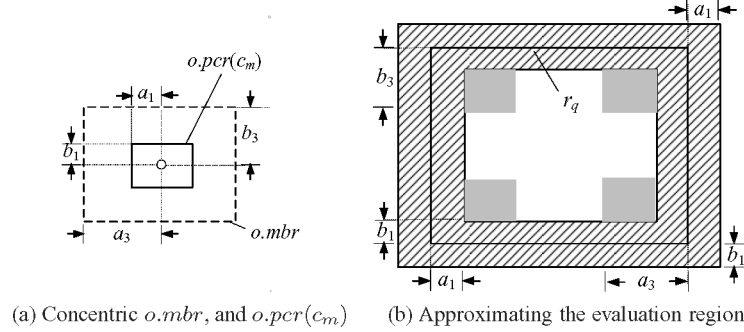 o.pcr(c_m)
a_1
b_1
b_3
a_3
o.mbr
(a) Concentric o.mbr, and o.pcr(c_m)
a_1
b_3
r_q
b_1
b_1
a_1
a_3
(b) Approximating the evaluation region